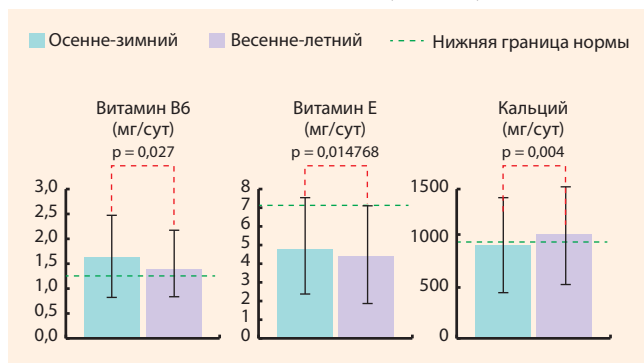 Осенне-зимний Весенне-летний Нижняя граница нормы
Витамин B6
(мг/сут)
p = 0,027
3,0
2,5
2,0
1,5
1,0
0,5
0,0
Витамин E
(мг/сут)
p = 0,014768
8
7
6
5
4
3
2
1
0
Кальций
(мг/сут)
p = 0,004
1500
1000
500
0